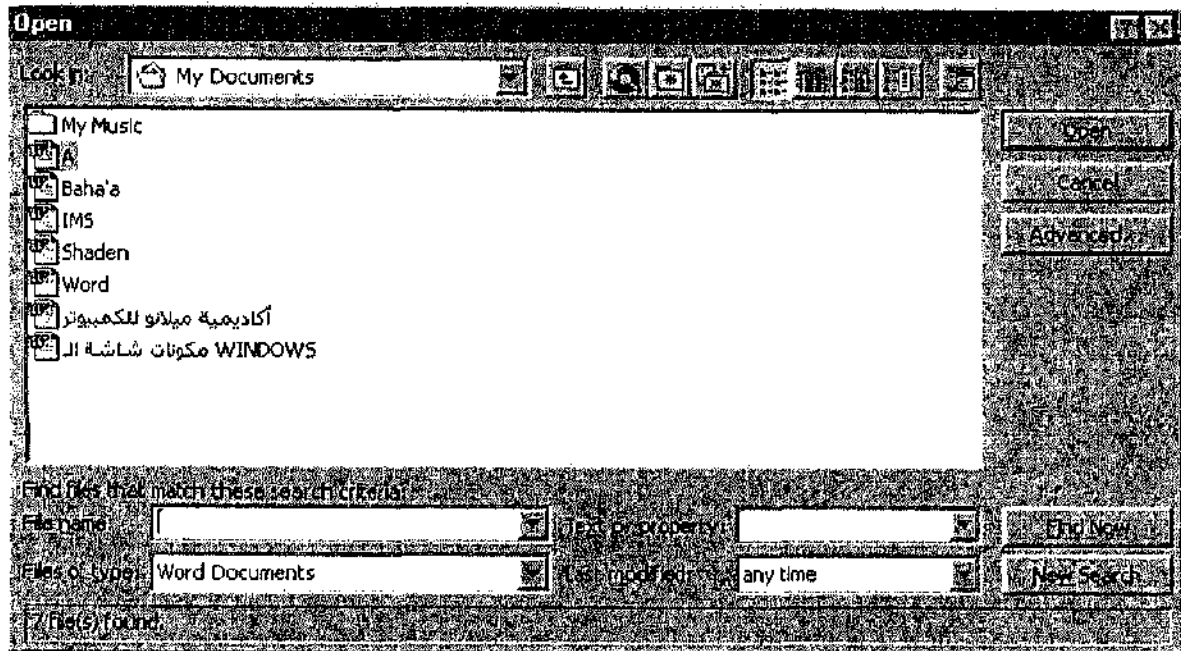 Open
Look in: My Documents
My Music
A
Baha'a
IMS
Shaden
Word
أكاديمية ميلانو للكمبيوتر
مكونات شاشة الـ WINDOWS
Open
Cancel
Advanced...
Find files that match these search criteria:
File name: Text or property: Find Now
Files of type: Word Documents Last modified: any time New Search
7 file(s) found.